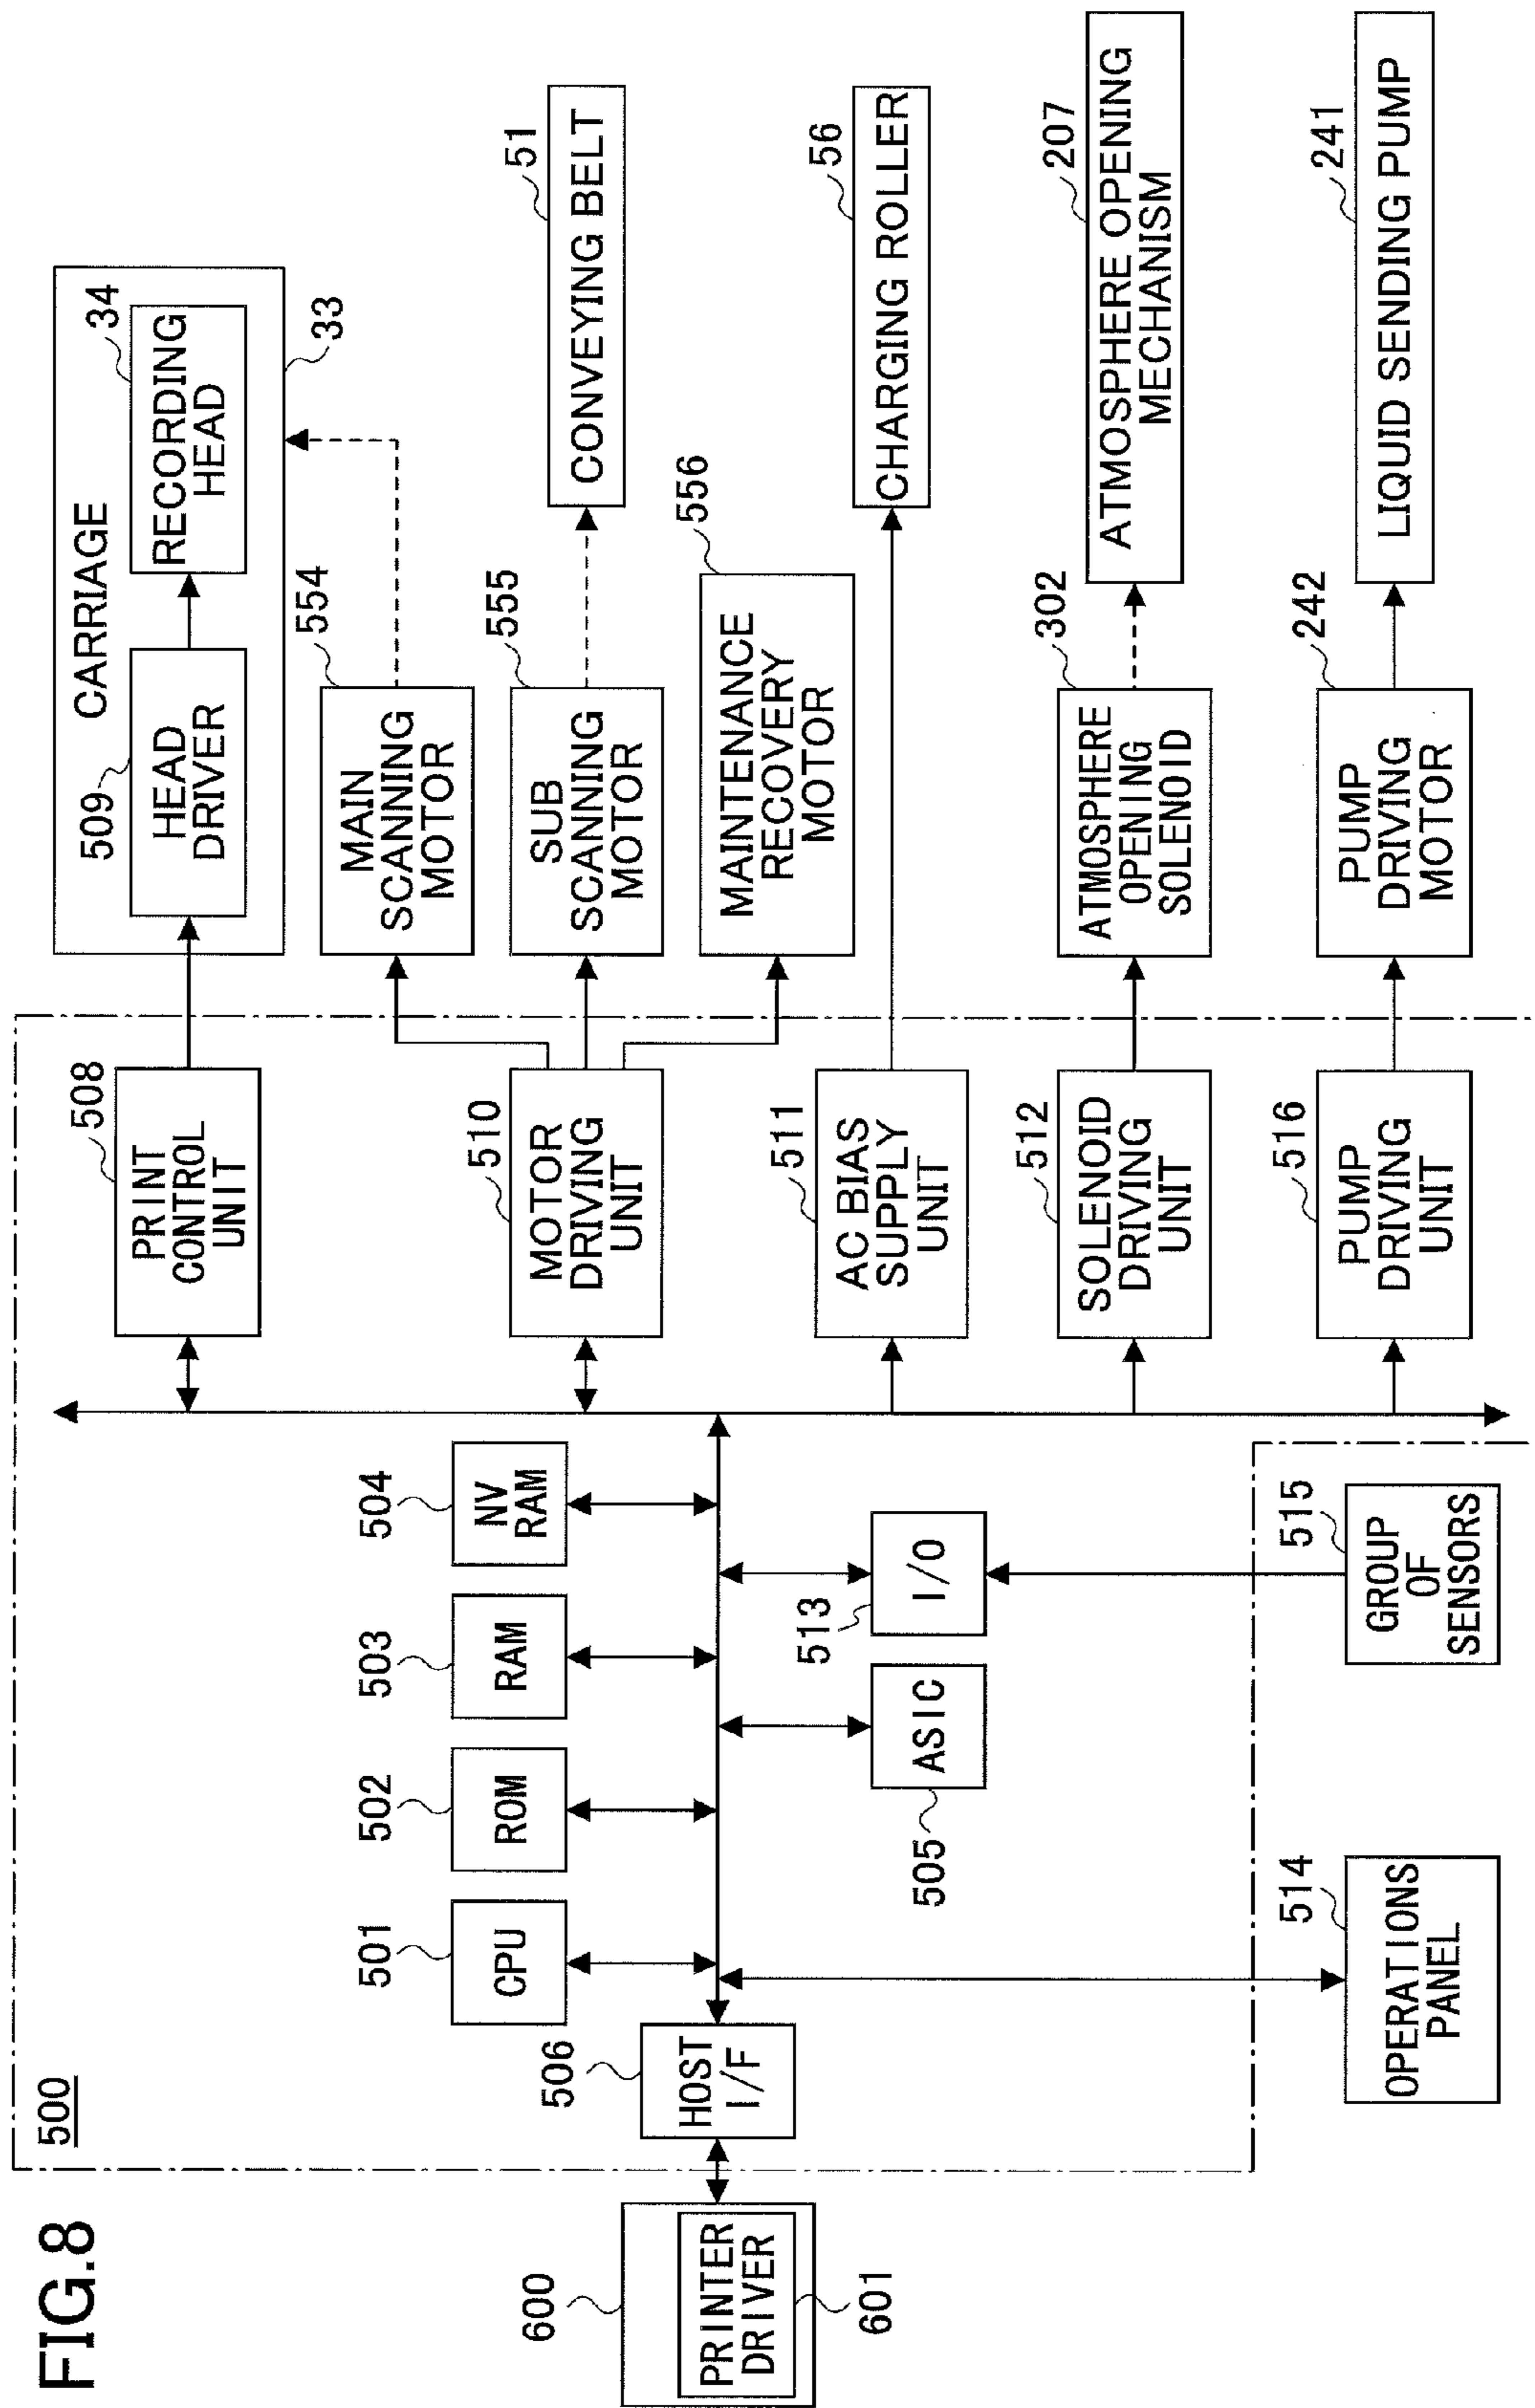 FIG.8
500
600
PRINTER
DRIVER
601
506
HOST
I/F
501
CPU
502
ROM
503
RAM
504
NV
RAM
505
ASIC
513
I/O
514
OPERATIONS
PANEL
515
GROUP
OF
SENSORS
508
PRINT
CONTROL
UNIT
510
MOTOR
DRIVING
UNIT
511
AC BIAS
SUPPLY
UNIT
512
SOLENOID
DRIVING
UNIT
516
PUMP
DRIVING
UNIT
CARRIAGE
509
HEAD
DRIVER
34
RECORDING
HEAD
33
554
MAIN
SCANNING
MOTOR
555
SUB
SCANNING
MOTOR
51
CONVEYING BELT
556
MAINTENANCE
RECOVERY
MOTOR
56
CHARGING ROLLER
302
ATMOSPHERE
OPENING
SOLENOID
207
ATMOSPHERE OPENING
MECHANISM
242
PUMP
DRIVING
MOTOR
241
LIQUID SENDING PUMP